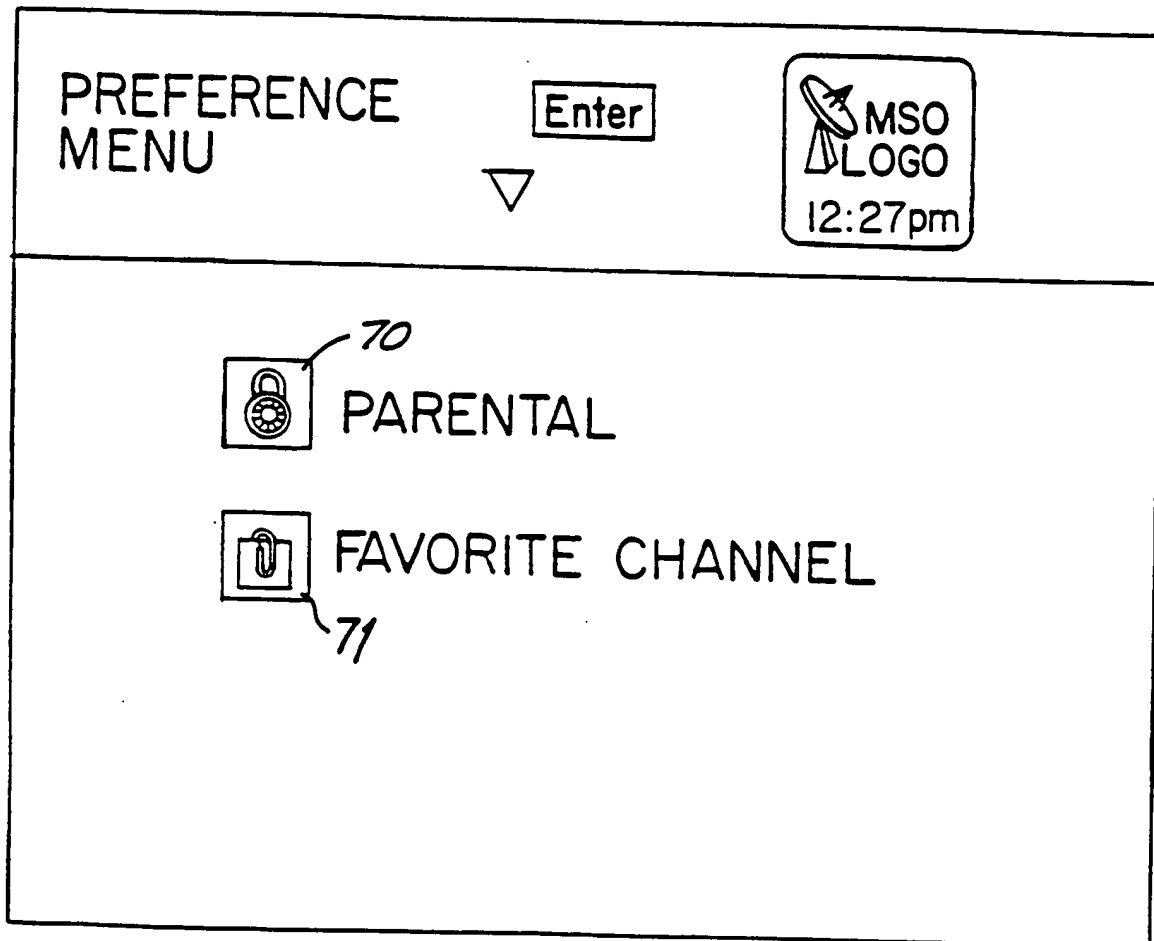 PREFERENCE
MENU
Enter
MSO
LOGO
12:27pm
70
PARENTAL
FAVORITE CHANNEL
71